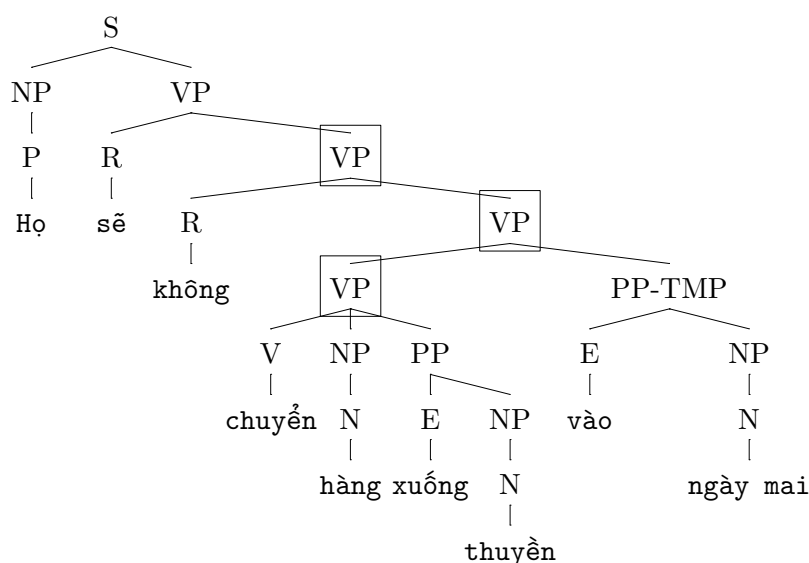 S
NP VP
P R VP
Họ sẽ R VP
không VP PP-TMP
V NP PP E NP
chuyển N E NP vào N
hàng xuống N ngày mai
thuyền